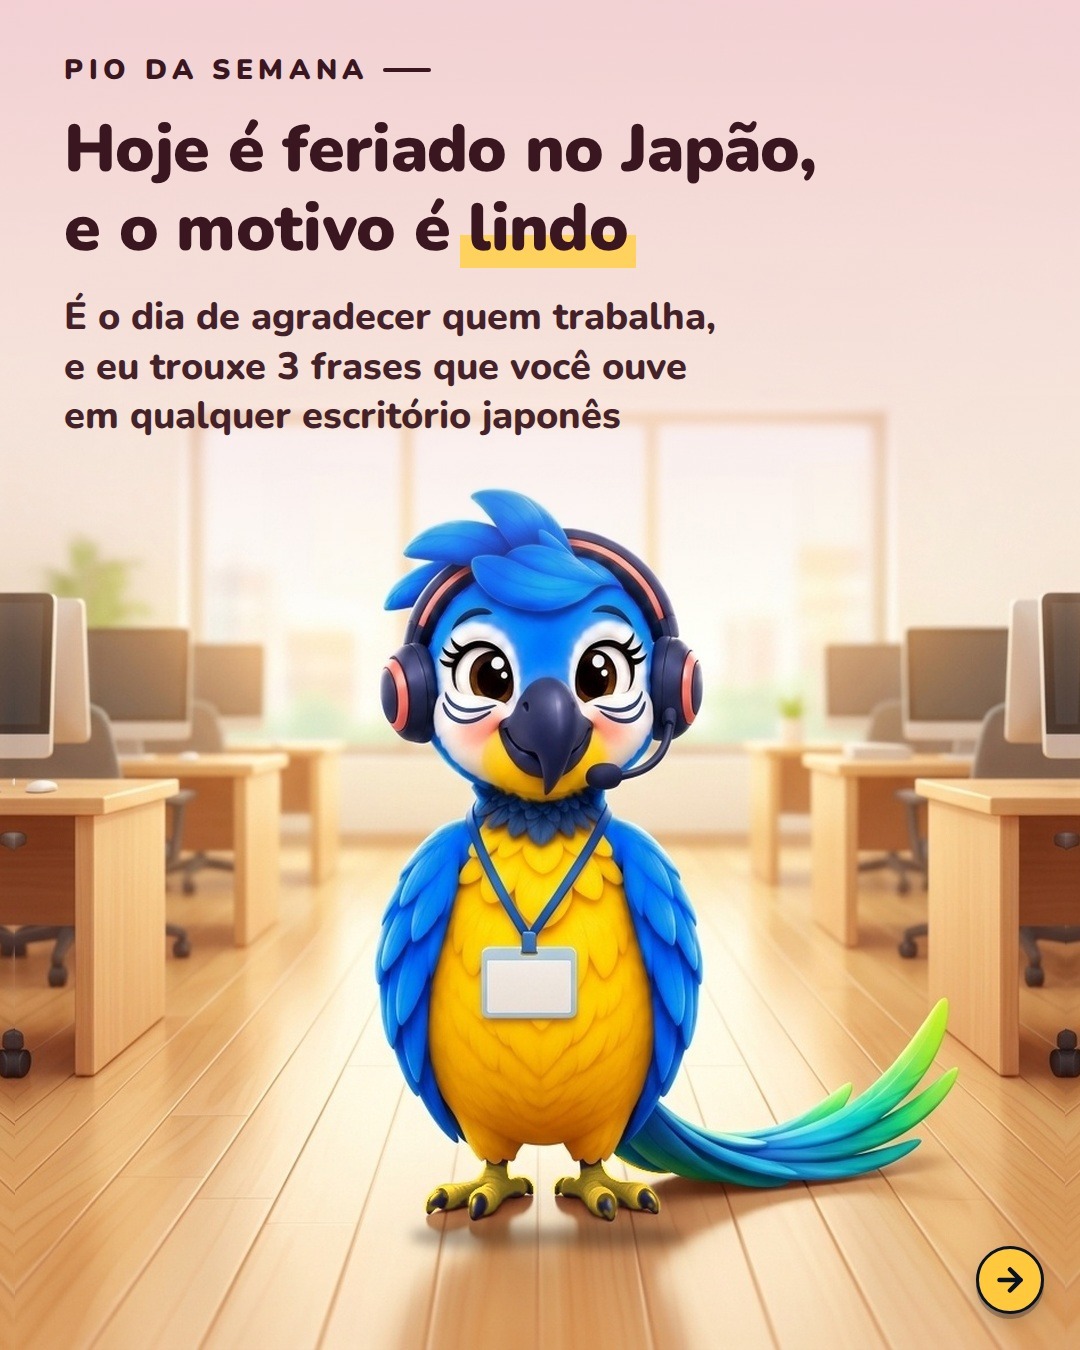 PIO DA SEMANA —
Hoje é feriado no Japão,
e o motivo é lindo
É o dia de agradecer quem trabalha,
e eu trouxe 3 frases que você ouve
em qualquer escritório japonês